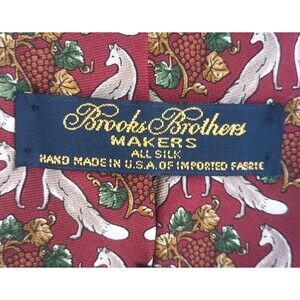 Brooks Brothers
MAKERS
ALL SILK
HAND MADE IN U.S.A. OF IMPORTED FABRIC